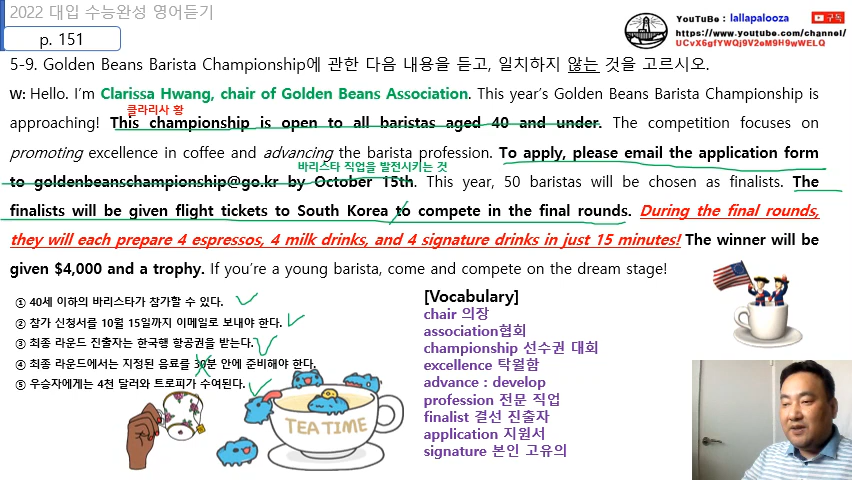 2022 대입 수능완성 영어듣기
p. 151
YouTuBe : lallapalooza
구독
https://www.youtube.com/channel/
UCvX6gfYWQj9V2eM9H9wWELQ
5-9. Golden Beans Barista Championship에 관한 다음 내용을 듣고, 일치하지 않는 것을 고르시오.
W: Hello. I’m Clarissa Hwang, chair of Golden Beans Association. This year’s Golden Beans Barista Championship is
클라리사 황
approaching! This championship is open to all baristas aged 40 and under. The competition focuses on
promoting excellence in coffee and advancing the barista profession. To apply, please email the application form
바리스타 직업을 발전시키는 것
to goldenbeanschampionship@go.kr by October 15th. This year, 50 baristas will be chosen as finalists. The
finalists will be given flight tickets to South Korea to compete in the final rounds. During the final rounds,
they will each prepare 4 espressos, 4 milk drinks, and 4 signature drinks in just 15 minutes! The winner will be
given $4,000 and a trophy. If you’re a young barista, come and compete on the dream stage!
① 40세 이하의 바리스타가 참가할 수 있다.
② 참가 신청서를 10월 15일까지 이메일로 보내야 한다.
③ 최종 라운드 진출자는 한국행 항공권을 받는다.
④ 최종 라운드에서는 지정된 음료를 30분 안에 준비해야 한다.
⑤ 우승자에게는 4천 달러와 트로피가 수여된다.
[Vocabulary]
chair 의장
association협회
championship 선수권 대회
excellence 탁월함
advance : develop
profession 전문 직업
finalist 결선 진출자
application 지원서
signature 본인 고유의
TEA TIME